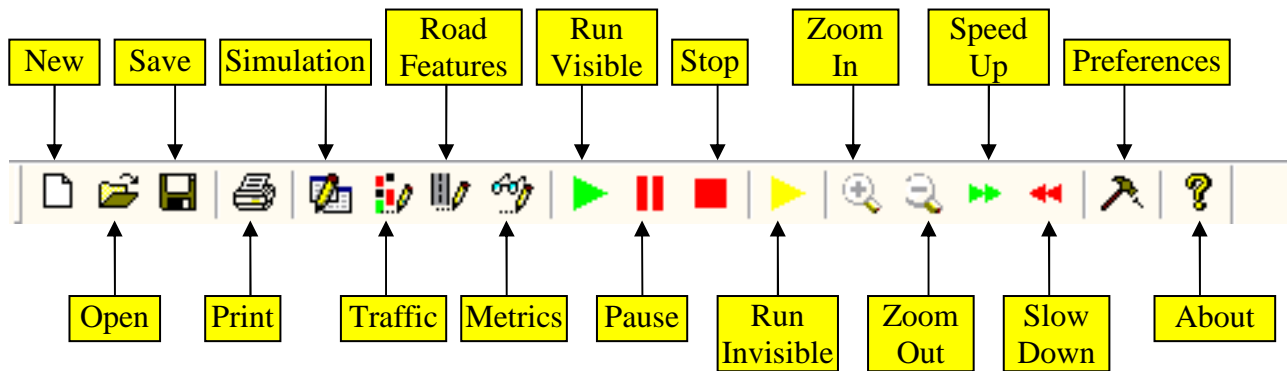 New
Save
Simulation
Road
Features
Run
Visible
Stop
Zoom
In
Speed
Up
Preferences
Open
Print
Traffic
Metrics
Pause
Run
Invisible
Zoom
Out
Slow
Down
About